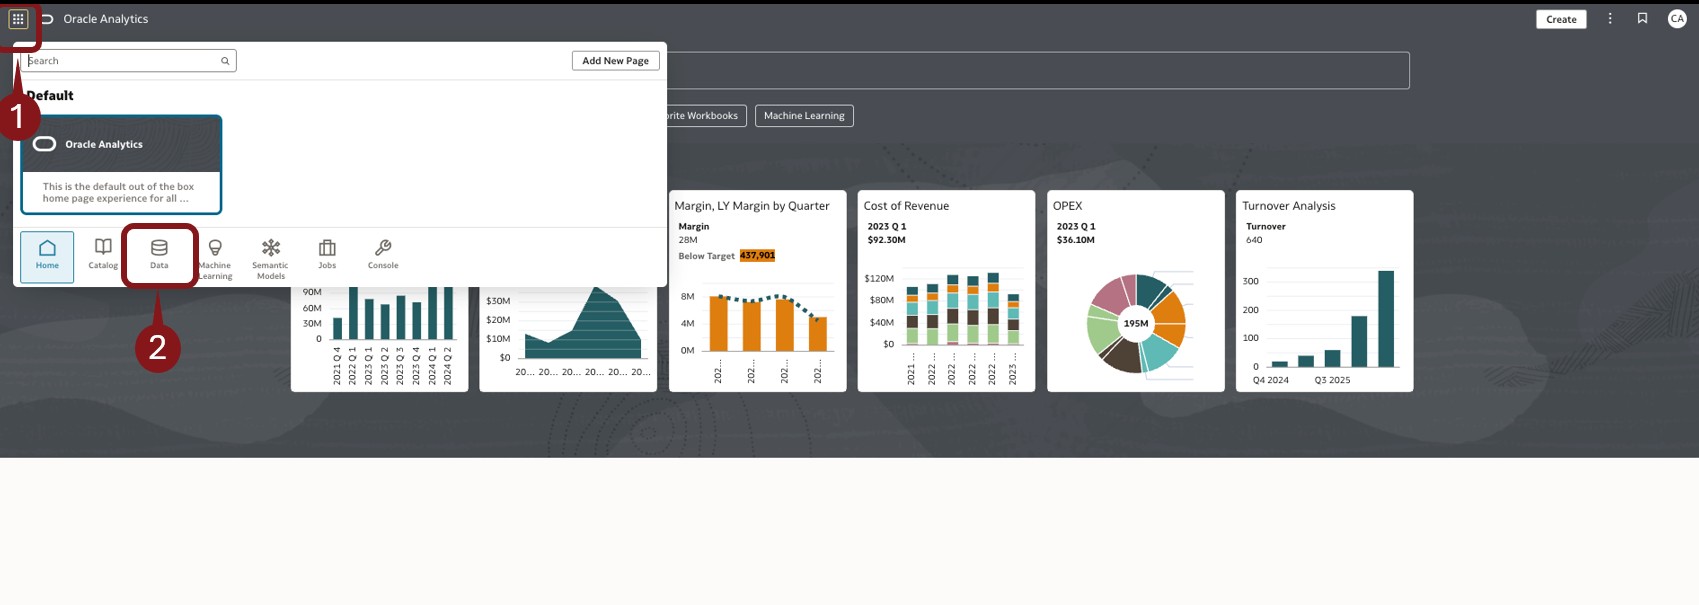 Oracle Analytics
Create
CA
Search
Add New Page
Default
1
Oracle Analytics
This is the default out of the box
home page experience for all ...
Home
Catalog
Data
Machine
Learning
Semantic
Models
Jobs
Console
2
Workbooks
Machine Learning
90M
60M
30M
0
2021 Q 4
2022 Q 1
2023 Q 1
2023 Q 2
2023 Q 3
2023 Q 4
2024 Q 1
2024 Q 2
$30M
$20M
$10M
$0
20... 20... 20... 20... 20... 20...
Margin, LY Margin by Quarter
Margin
28M
Below Target 437,901
8M
4M
0M
202...
202...
202...
202...
Cost of Revenue
2023 Q 1
$92.30M
$120M
$80M
$40M
$0
2021 ...
2022 ...
2022 ...
2022 ...
2022 ...
2023 ...
OPEX
2023 Q 1
$36.10M
195M
Turnover Analysis
Turnover
640
300
200
100
0
Q4 2024 Q3 2025